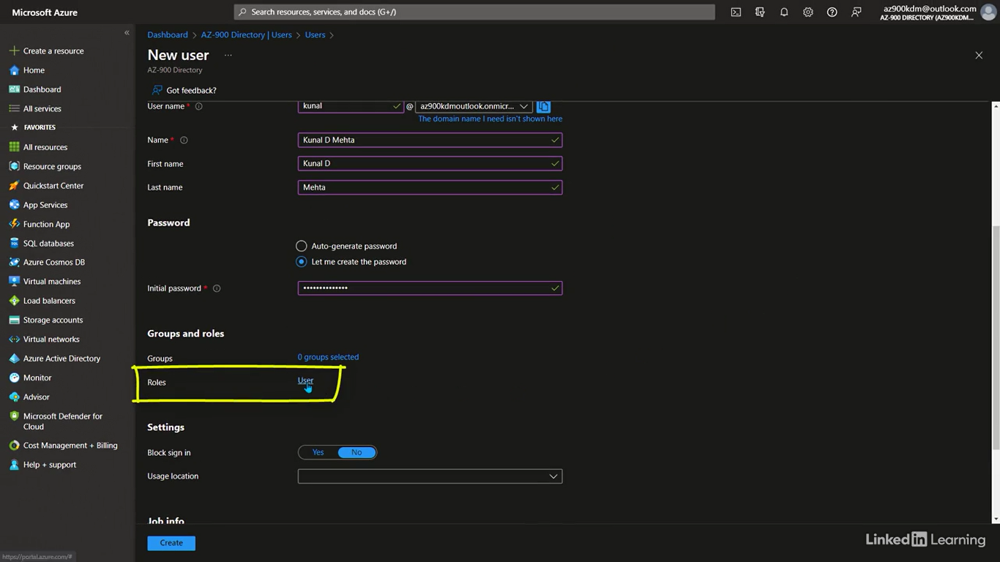 Microsoft Azure
Search resources, services, and docs (G+/)
az900kdm@outlook.com
AZ-900 DIRECTORY (AZ900KDM...
Create a resource
Home
Dashboard
All services
FAVORITES
All resources
Resource groups
Quickstart Center
App Services
Function App
SQL databases
Azure Cosmos DB
Virtual machines
Load balancers
Storage accounts
Virtual networks
Azure Active Directory
Monitor
Advisor
Microsoft Defender for
Cloud
Cost Management + Billing
Help + support
https://portal.azure.com/#
Dashboard > AZ-900 Directory | Users > Users >
New user ...
AZ-900 Directory
Got feedback?
User name * kunal @ az900kdmoutlook.onmicr...
The domain name I need isn't shown here
Name * Kunal D Mehta
First name Kunal D
Last name Mehta
Password
Auto-generate password
Let me create the password
Initial password * ••••••••••••••
Groups and roles
Groups 0 groups selected
Roles User
Settings
Block sign in Yes No
Usage location
Job info
Create
Linked in Learning